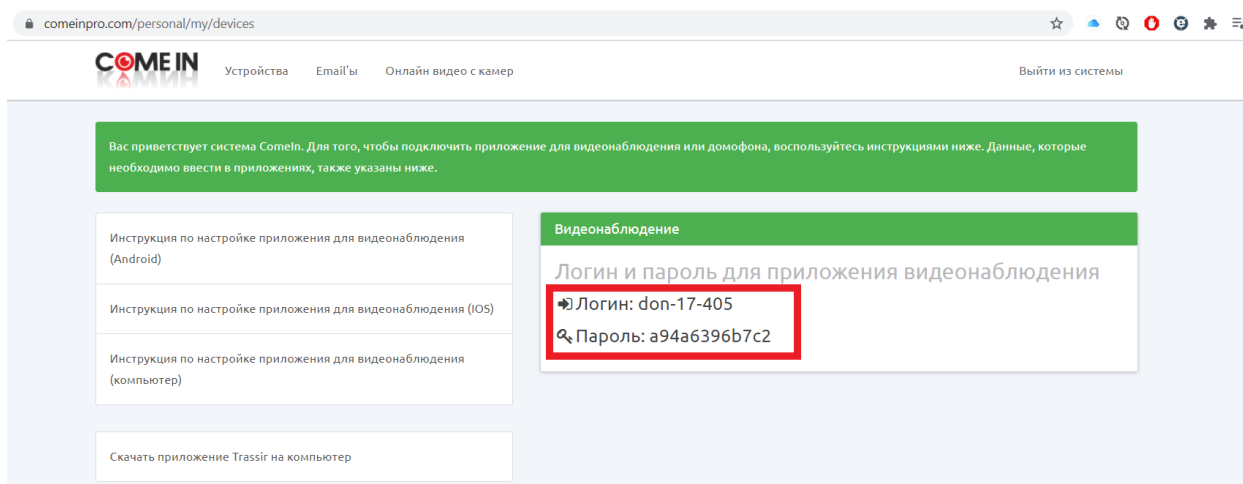 comeinpro.com/personal/my/devices
COME IN
Устройства
Email'ы
Онлайн видео с камер
Выйти из системы
Вас приветствует система ComeIn. Для того, чтобы подключить приложение для видеонаблюдения или домофона, воспользуйтесь инструкциями ниже. Данные, которые
необходимо ввести в приложениях, также указаны ниже.
Инструкция по настройке приложения для видеонаблюдения
(Android)
Инструкция по настройке приложения для видеонаблюдения (IOS)
Инструкция по настройке приложения для видеонаблюдения
(компьютер)
Скачать приложение Trassir на компьютер
Видеонаблюдение
Логин и пароль для приложения видеонаблюдения
Логин: don-17-405
Пароль: a94a6396b7c2